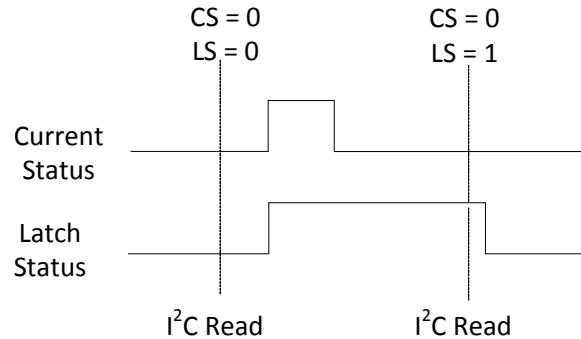 CS = 0
LS = 0
CS = 0
LS = 1
Current
Status
Latch
Status
I²C Read
I²C Read